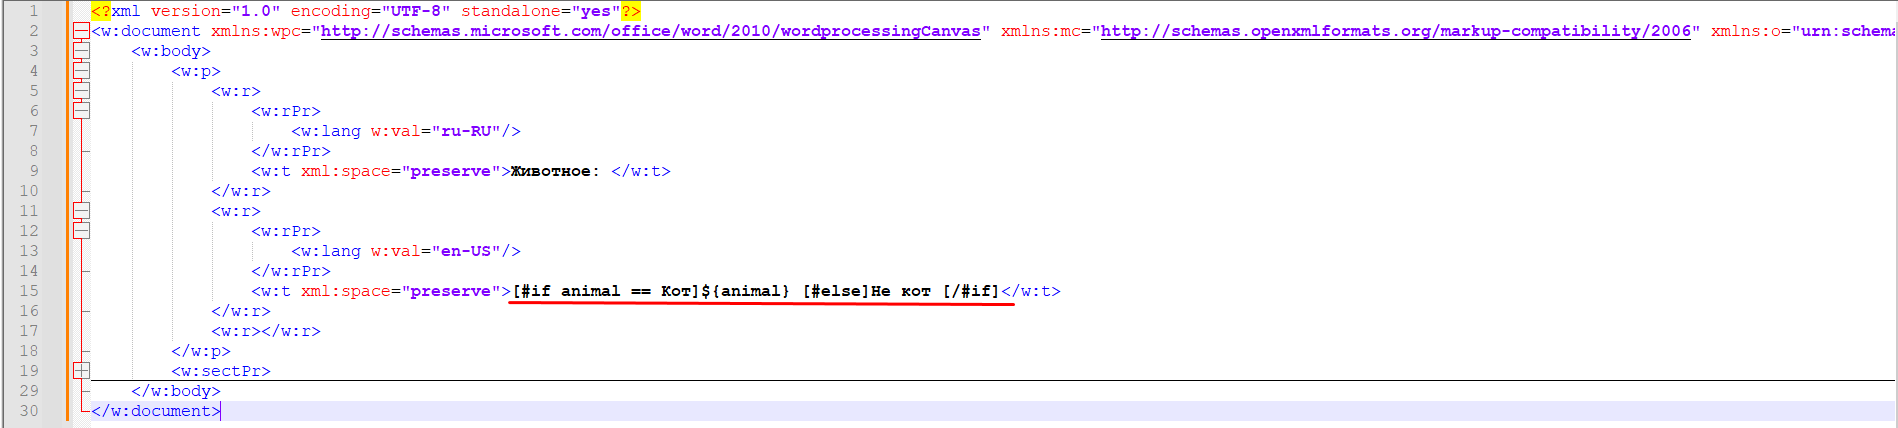 1 <?xml version="1.0" encoding="UTF-8" standalone="yes"?>
2 <w:document xmlns:wpc="http://schemas.microsoft.com/office/word/2010/wordprocessingCanvas" xmlns:mc="http://schemas.openxmlformats.org/markup-compatibility/2006" xmlns:o="urn:schema
3 <w:body>
4 <w:p>
5 <w:r>
6 <w:rPr>
7 <w:lang w:val="ru-RU"/>
8 </w:rPr>
9 <w:t xml:space="preserve">Животное: </w:t>
10 </w:r>
11 <w:r>
12 <w:rPr>
13 <w:lang w:val="en-US"/>
14 </w:rPr>
15 <w:t xml:space="preserve">[#if animal == Кот]${animal} [#else]Не кот [/#if]</w:t>
16 </w:r>
17 <w:r></w:r>
18 </w:p>
19 <w:sectPr>
29 </w:body>
30 </w:document>